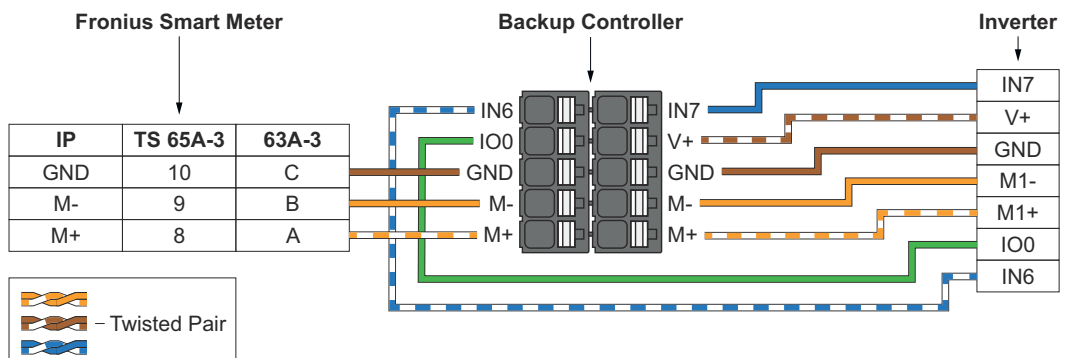 Fronius Smart Meter
Backup Controller
Inverter
IP TS 65A-3 63A-3
GND 10 C
M- 9 B
M+ 8 A
IN6 IN7
IO0 V+
GND GND
M- M-
M+ M+
IN7
V+
GND
M1-
M1+
IO0
IN6
– Twisted Pair